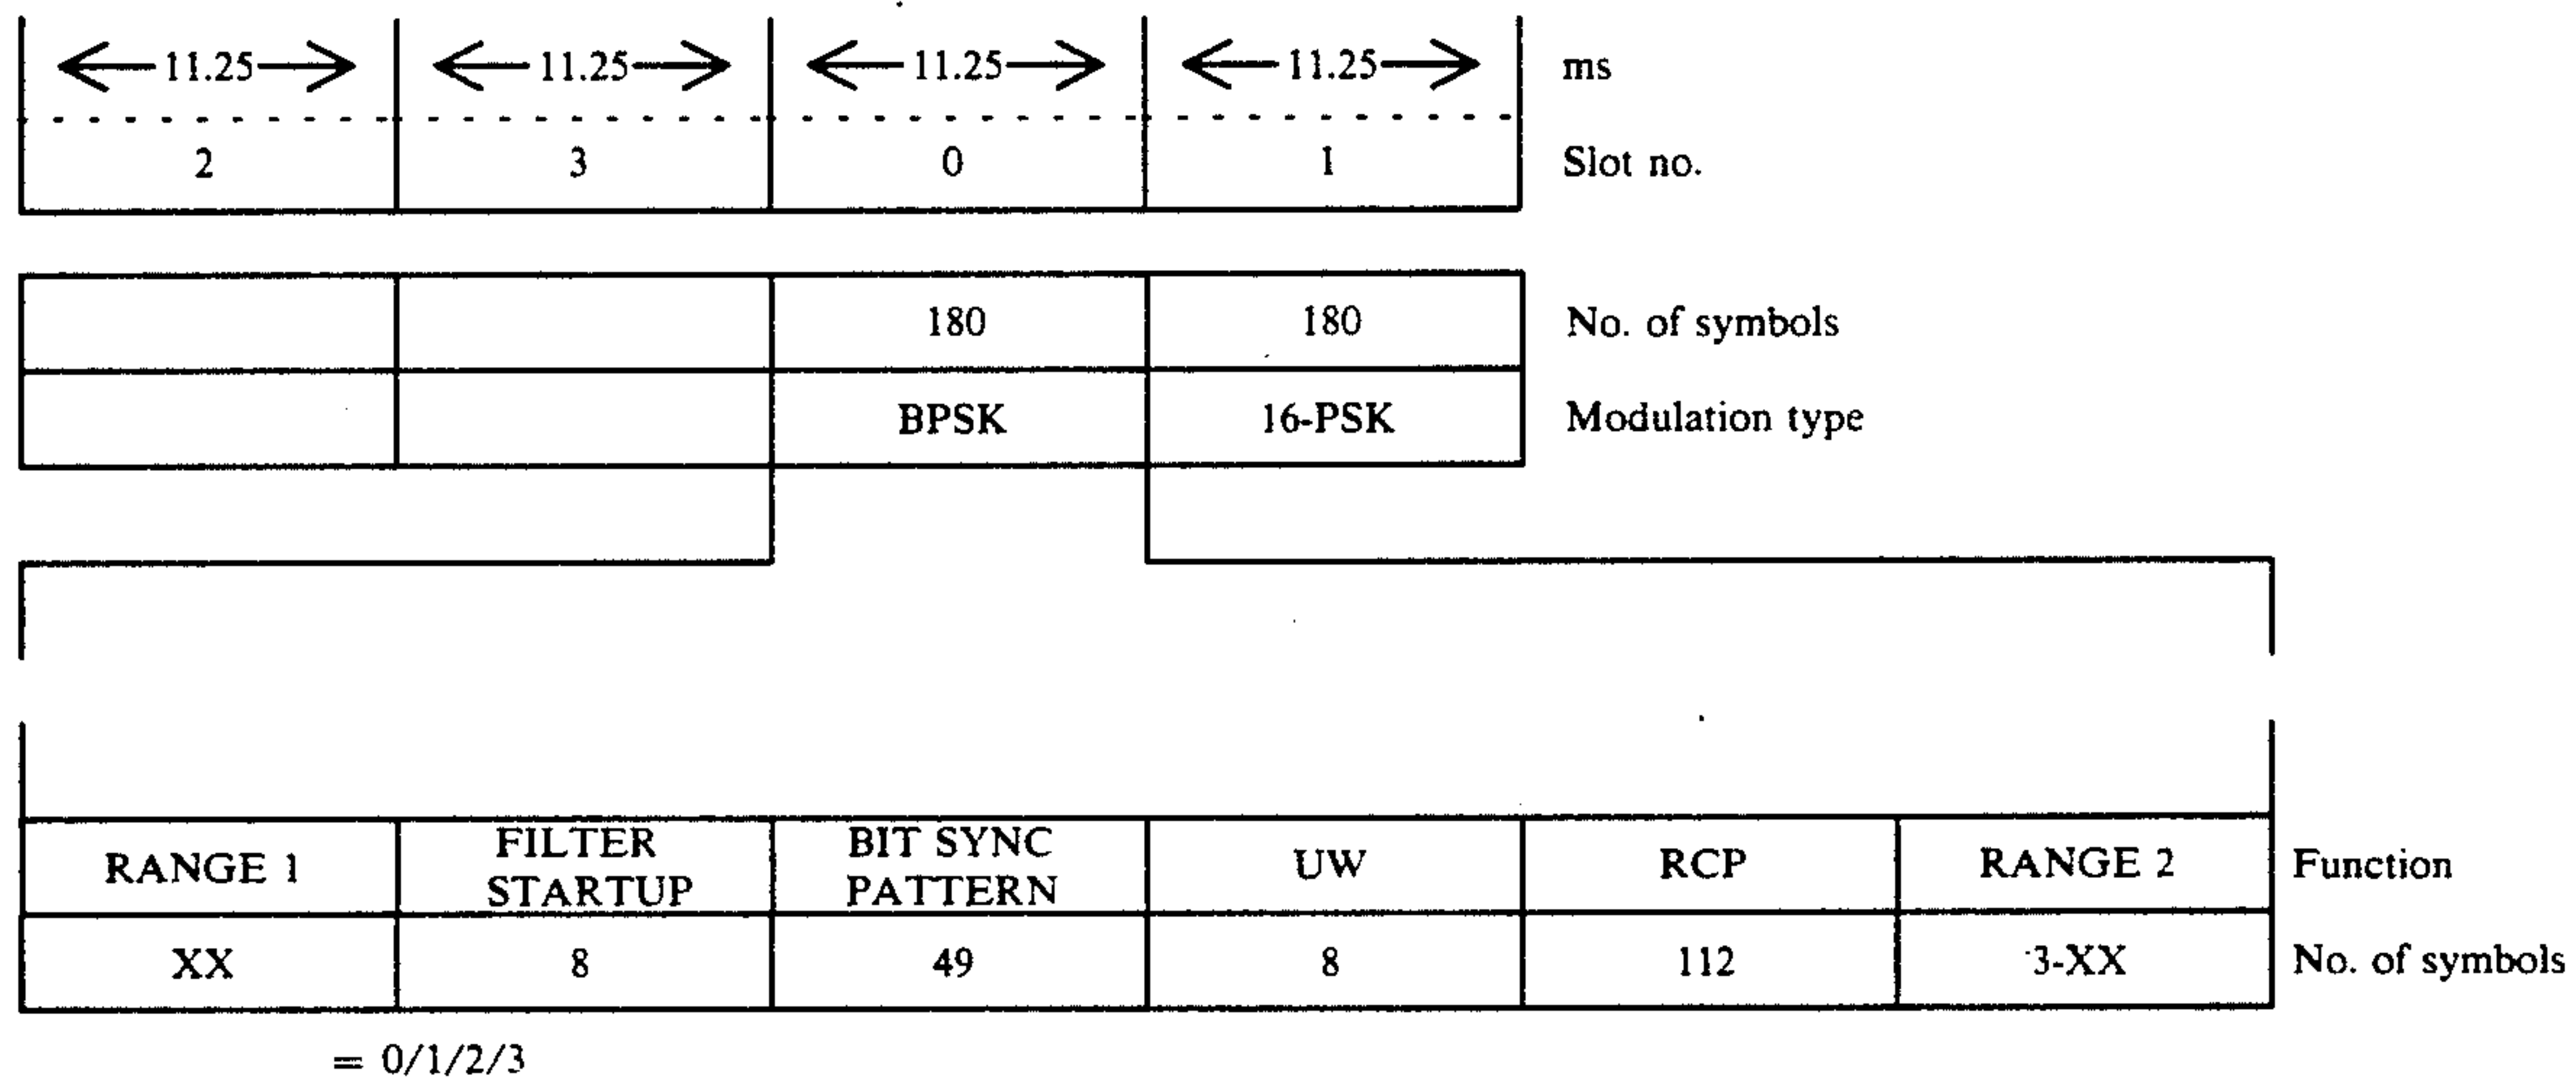 11.25 11.25 11.25 11.25 ms
2 3 0 1 Slot no.
180 180 No. of symbols
BPSK 16-PSK Modulation type
RANGE 1 FILTER STARTUP BIT SYNC PATTERN UW RCP RANGE 2 Function
XX 8 49 8 112 3-XX No. of symbols
= 0/1/2/3